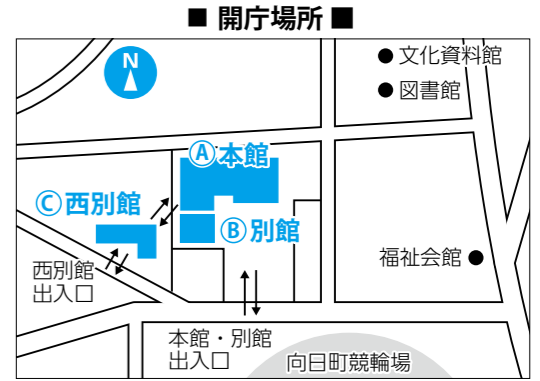 ■ 開庁場所 ■
N
● 文化資料館
● 図書館
Ⓐ本館
Ⓒ西別館
Ⓑ別館
西別館
出入口
福祉会館 ●
本館・別館
出入口
向日町競輪場